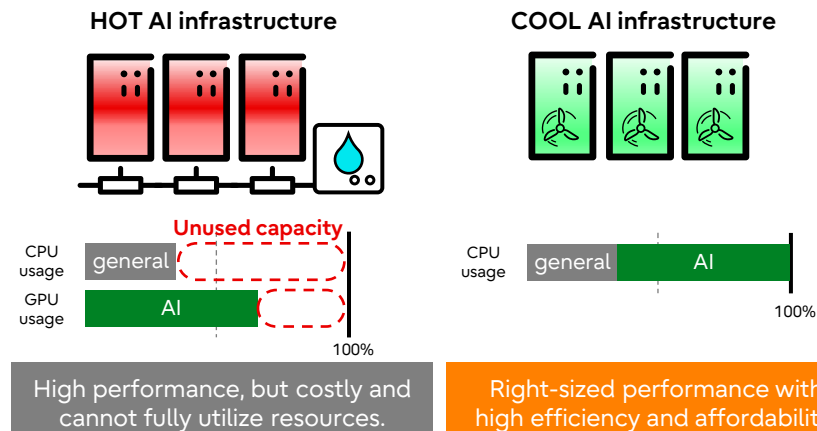 HOT AI infrastructure
Unused capacity
CPU
usage
general
GPU
usage
AI
100%
High performance, but costly and
cannot fully utilize resources.
COOL AI infrastructure
CPU
usage
general
AI
100%
Right-sized performance with
high efficiency and affordabilit